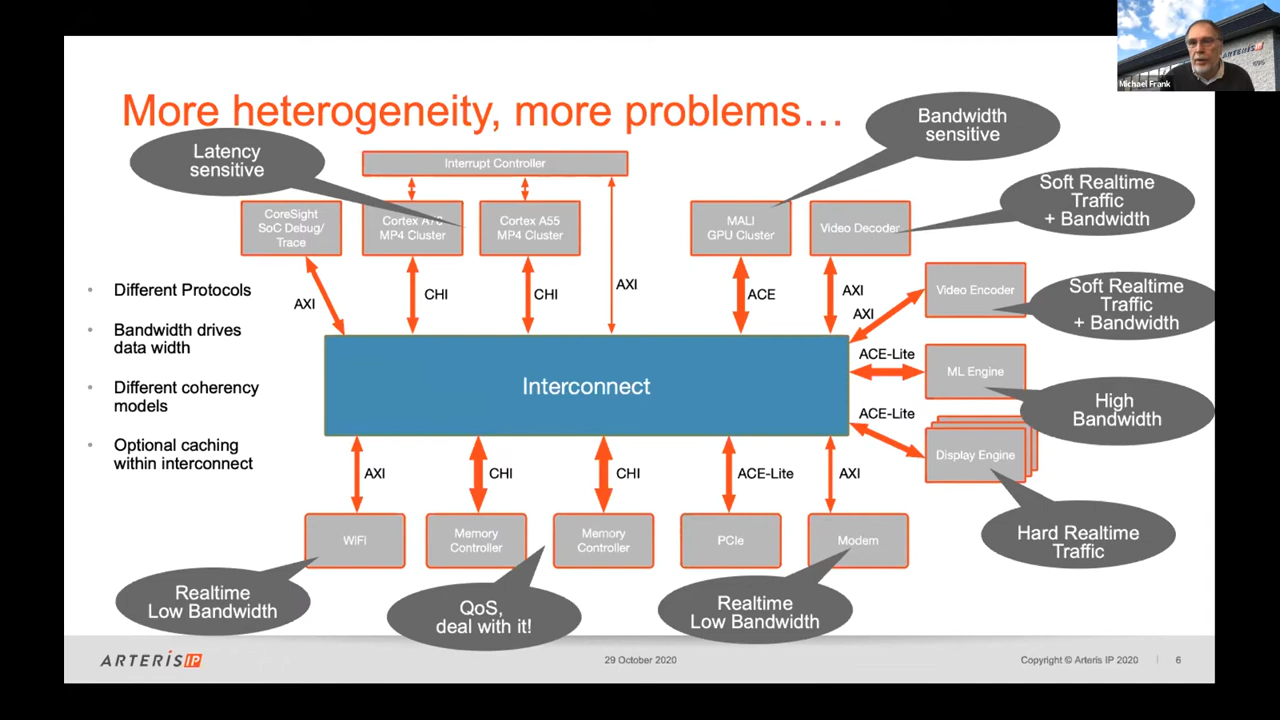 Michael Frank
ARTERIS IP
More heterogeneity, more problems…
Latency
sensitive
Interrupt Controller
Bandwidth
sensitive
Soft Realtime
Traffic
+ Bandwidth
CoreSight
SoC Debug/
Trace
MP4 Cluster
Cortex A55
MP4 Cluster
MALI
GPU Cluster
Video Decoder
AXI
CHI
CHI
AXI
ACE
AXI
AXI
Video Encoder
Soft Realtime
Traffic
+ Bandwidth
• Different Protocols
• Bandwidth drives
data width
• Different coherency
models
• Optional caching
within interconnect
Interconnect
ACE-Lite
ML Engine
High
Bandwidth
ACE-Lite
Display Engine
Hard Realtime
Traffic
AXI
CHI
CHI
ACE-Lite
AXI
WiFi
Memory
Controller
Memory
Controller
PCIe
Modem
Realtime
Low Bandwidth
QoS,
deal with it!
Realtime
Low Bandwidth
ARTERIS IP
29 October 2020
Copyright © Arteris IP 2020
6